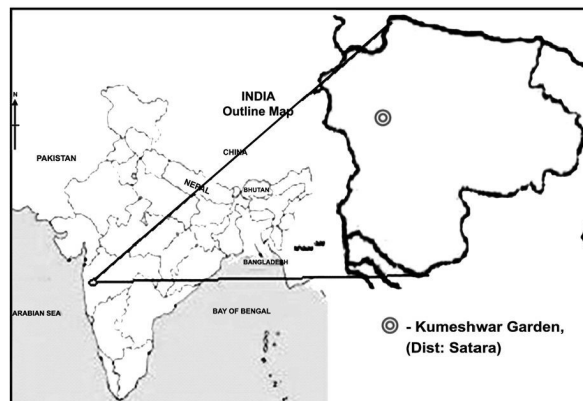 N
INDIA
Outline Map
CHINA
PAKISTAN
NEPAL
BHUTAN
BANGLADESH
ARABIAN SEA
BAY OF BENGAL
- Kumeshwar Garden,
(Dist: Satara)